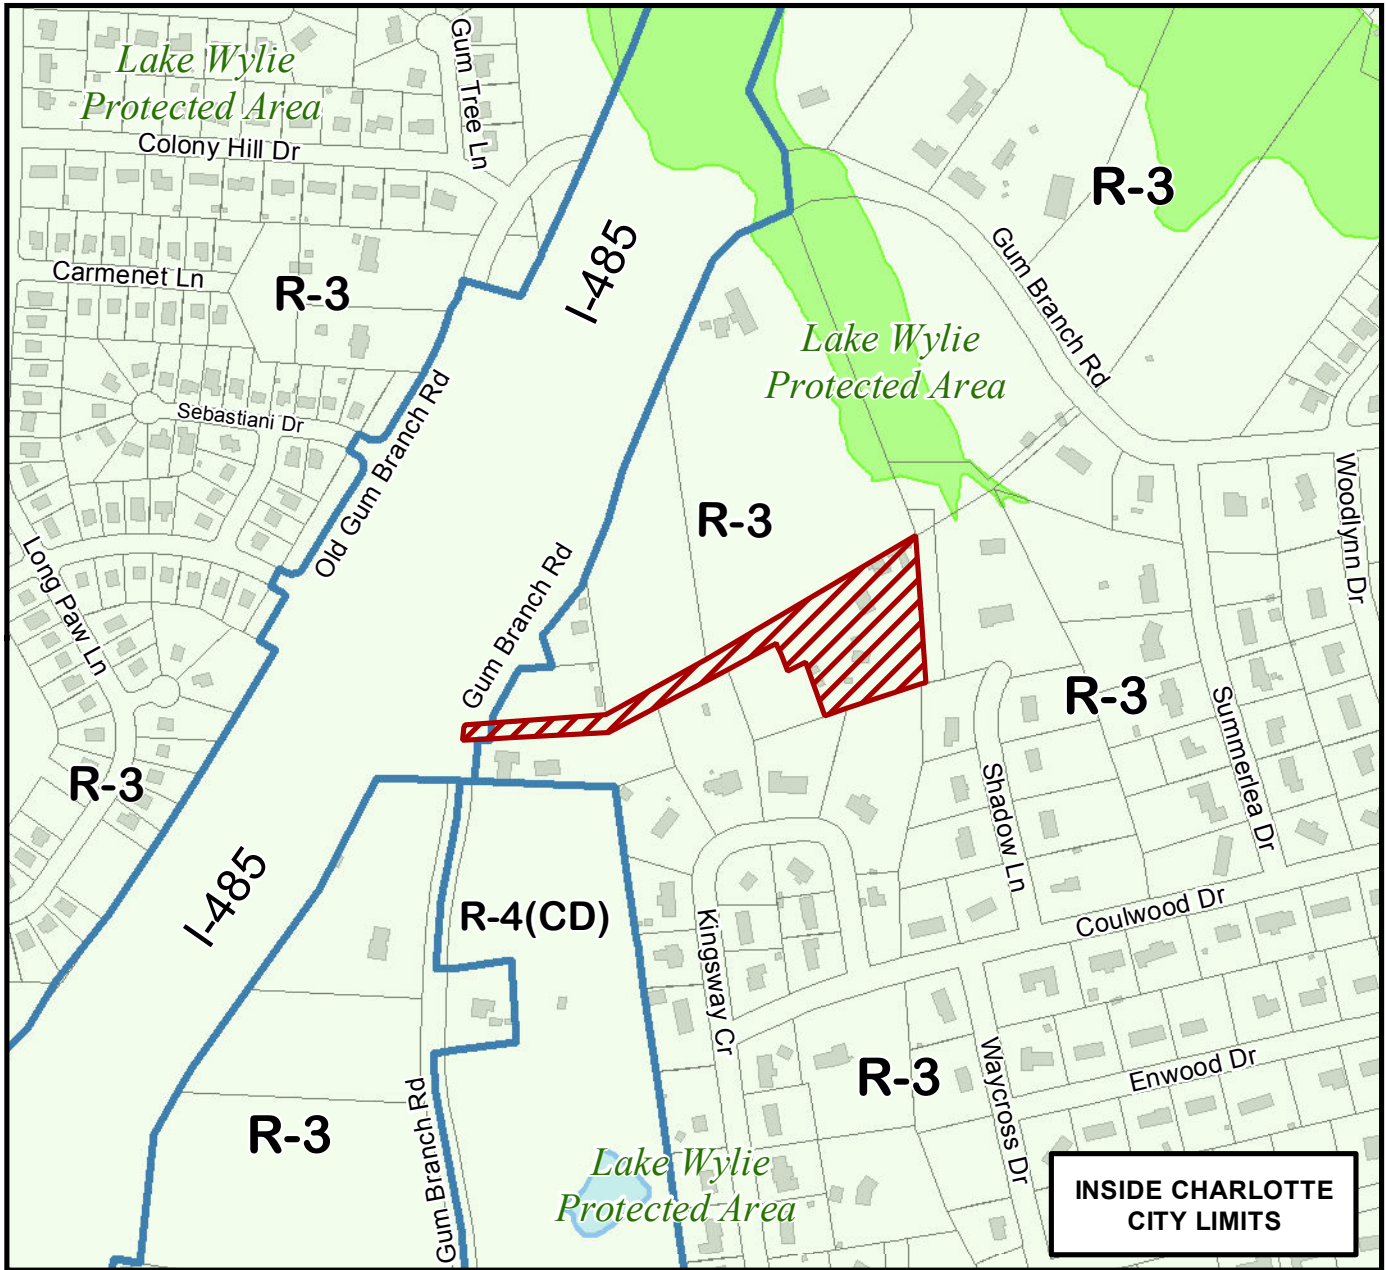 Lake Wylie
Protected Area
Gum Tree Ln
Colony Hill Dr
R-3
I-485
Carmenet Ln
R-3
Gum Branch Rd
Lake Wylie
Protected Area
Sebastiani Dr
Old Gum Branch Rd
R-3
Woodlynn Dr
Long Paw Ln
Gum Branch Rd
R-3
Summerlea Dr
R-3
Shadow Ln
I-485
R-4(CD)
Kingsway Cr
Coulwood Dr
R-3
Waycross Dr
Enwood Dr
R-3
Gum Branch Rd
Lake Wylie
Protected Area
INSIDE CHARLOTTE
CITY LIMITS